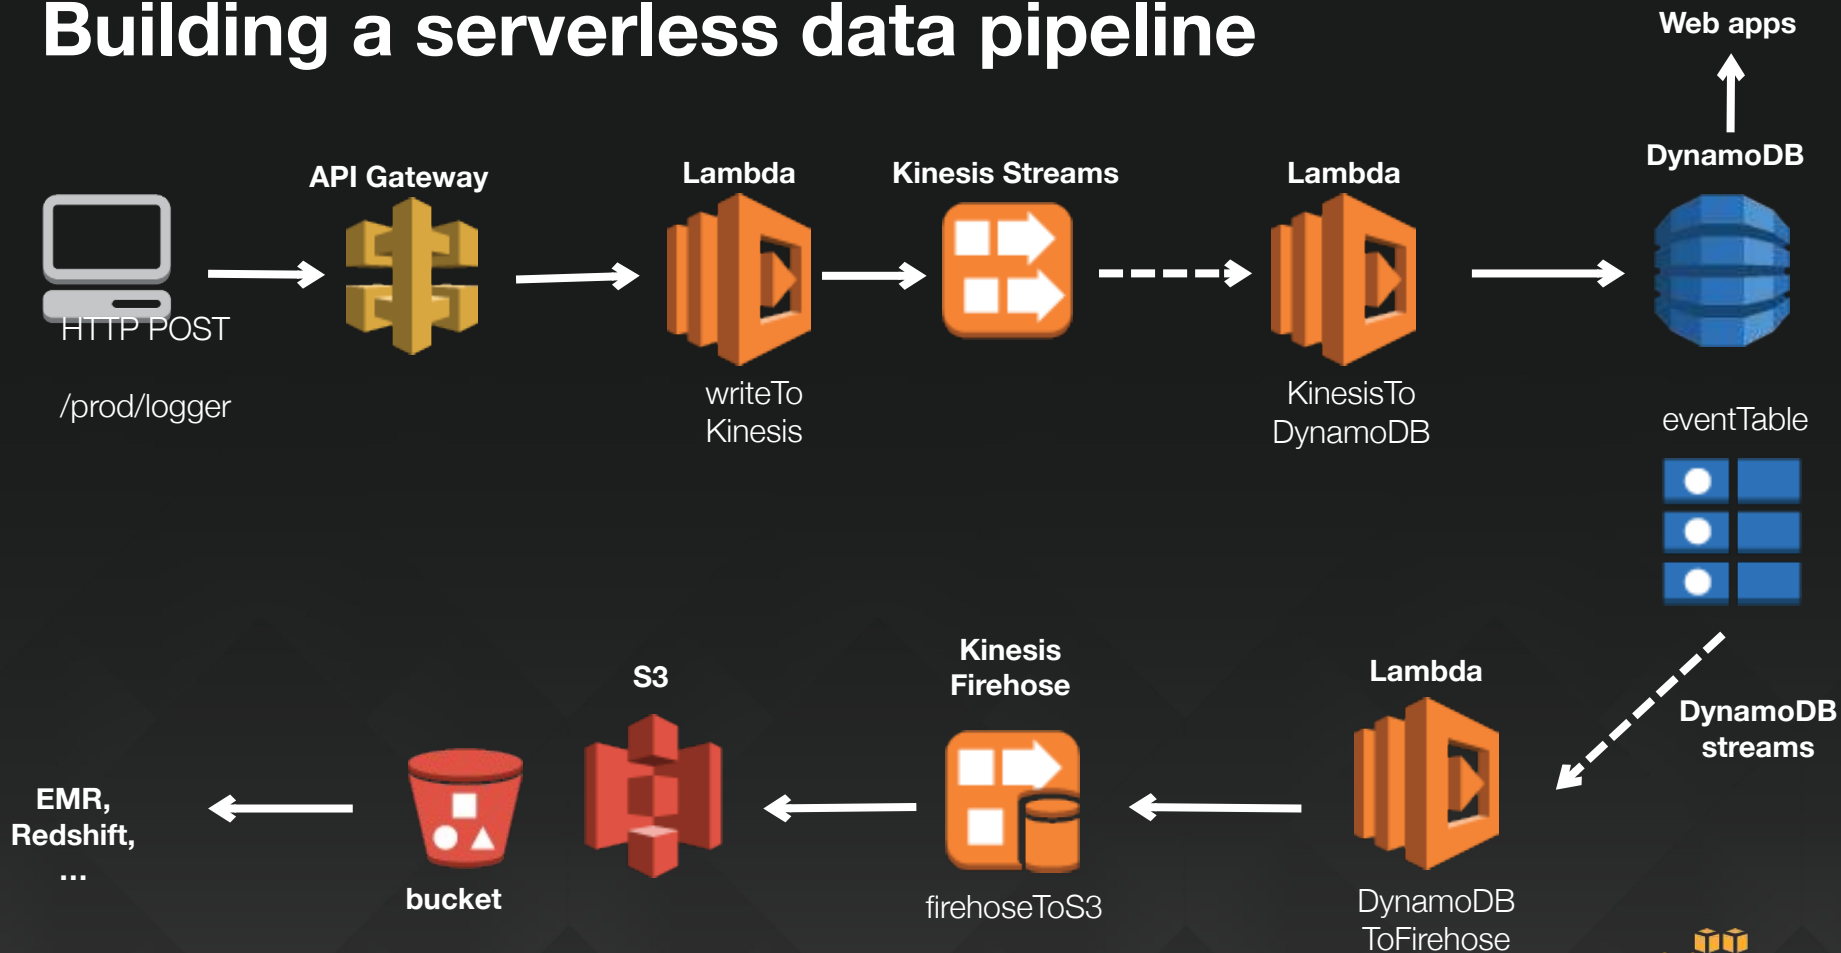 Building a serverless data pipeline
Web apps
DynamoDB
API Gateway
Lambda
Kinesis Streams
Lambda
HTTP POST
/prod/logger
writeTo
Kinesis
KinesisTo
DynamoDB
eventTable
DynamoDB
streams
Lambda
DynamoDB
ToFirehose
Kinesis
Firehose
firehoseToS3
S3
bucket
EMR,
Redshift,
...